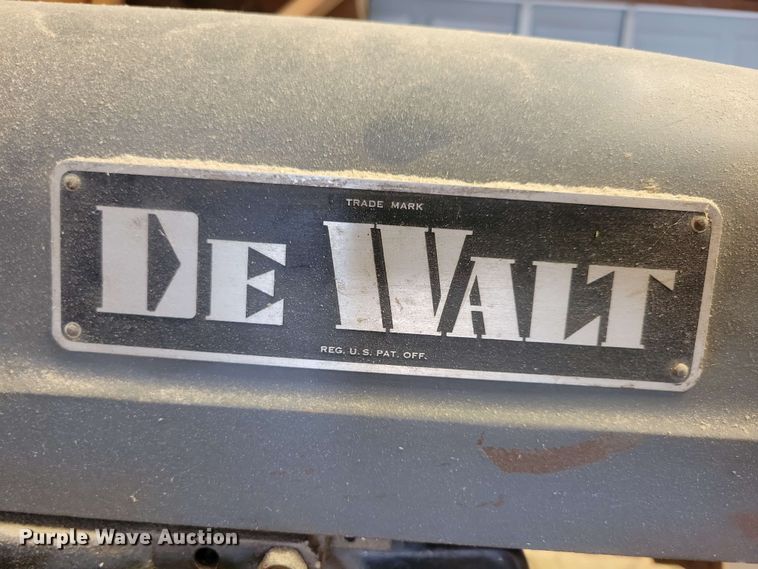 TRADE MARK
DE WALT
REG. U.S. PAT. OFF.
Purple Wave Auction®